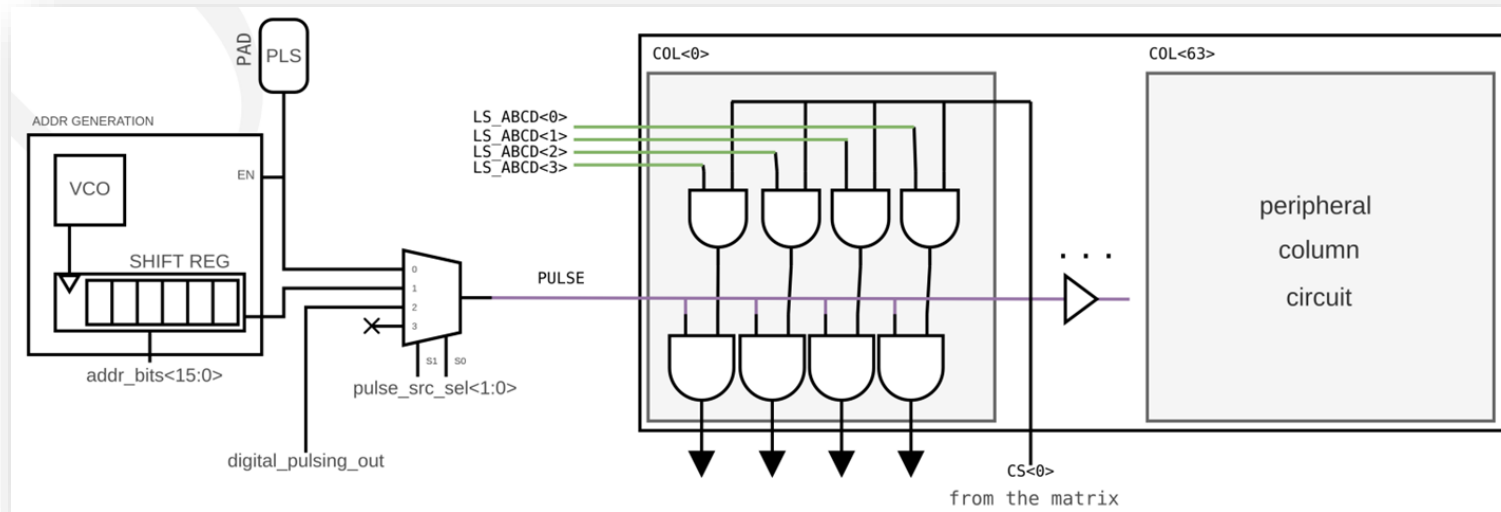 PAD
PLS
COL<0>
COL<63>
ADDR GENERATION
VCO
EN
SHIFT REG
LS_ABCD<0>
LS_ABCD<1>
LS_ABCD<2>
LS_ABCD<3>
0
1
2
3
S1 S0
PULSE
. . .
peripheral
column
circuit
addr_bits<15:0>
pulse_src_sel<1:0>
digital_pulsing_out
CS<0>
from the matrix